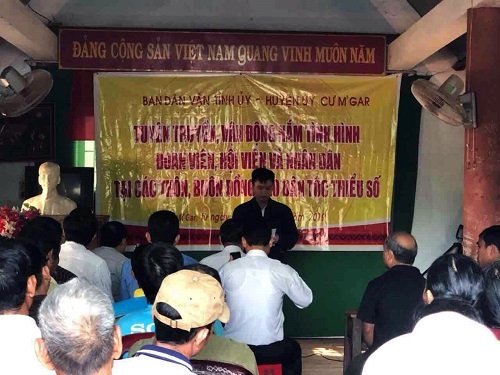 ĐẢNG CỘNG SẢN VIỆT NAM QUANG VINH MUÔN NĂM
BAN DÂN VẬN TỈNH ỦY - HUYỆN ỦY CƯ M'GAR
TUYÊN TRUYỀN, VẬN ĐỘNG NẮM TÌNH HÌNH
ĐOÀN VIÊN, HỘI VIÊN VÀ NHÂN DÂN
TẠI CÁC THÔN, BUÔN ĐỒNG BÀO DÂN TỘC THIỂU SỐ